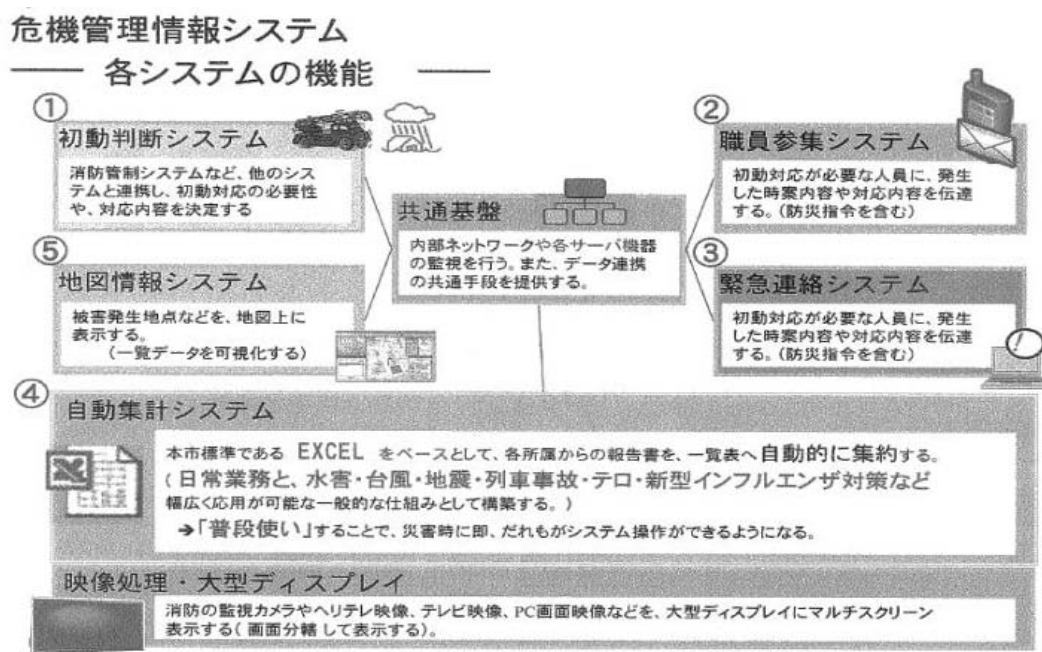 危機管理情報システム
各システムの機能
①
初動判断システム
消防管制システムなど、他のシス
テムと連携し、初動対応の必要性
や、対応内容を決定する
②
職員参集システム
初動対応が必要な人員に、発生
した時案内容や対応内容を伝達
する。(防災指令を含む)
共通基盤
内部ネットワークや各サーバ機器
の監視を行う。また、データ連携
の共通手段を提供する。
⑤
地図情報システム
被害発生地点などを、地図上に
表示する。
(一覧データを可視化する)
③
緊急連絡システム
初動対応が必要な人員に、発生
した時案内容や対応内容を伝達
する。(防災指令を含む)
④
自動集計システム
本市標準である EXCEL をベースとして、各所属からの報告書を、一覧表へ自動的に集約する。
(日常業務と、水害・台風・地震・列車事故・テロ・新型インフルエンザ対策など
幅広く応用が可能な一般的な仕組みとして構築する。)
→「普段使い」することで、災害時に即、だれもがシステム操作ができるようになる。
映像処理・大型ディスプレイ
消防の監視カメラやヘリテレ映像、テレビ映像、PC画面映像などを、大型ディスプレイにマルチスクリーン
表示する(画面分轄して表示する)。